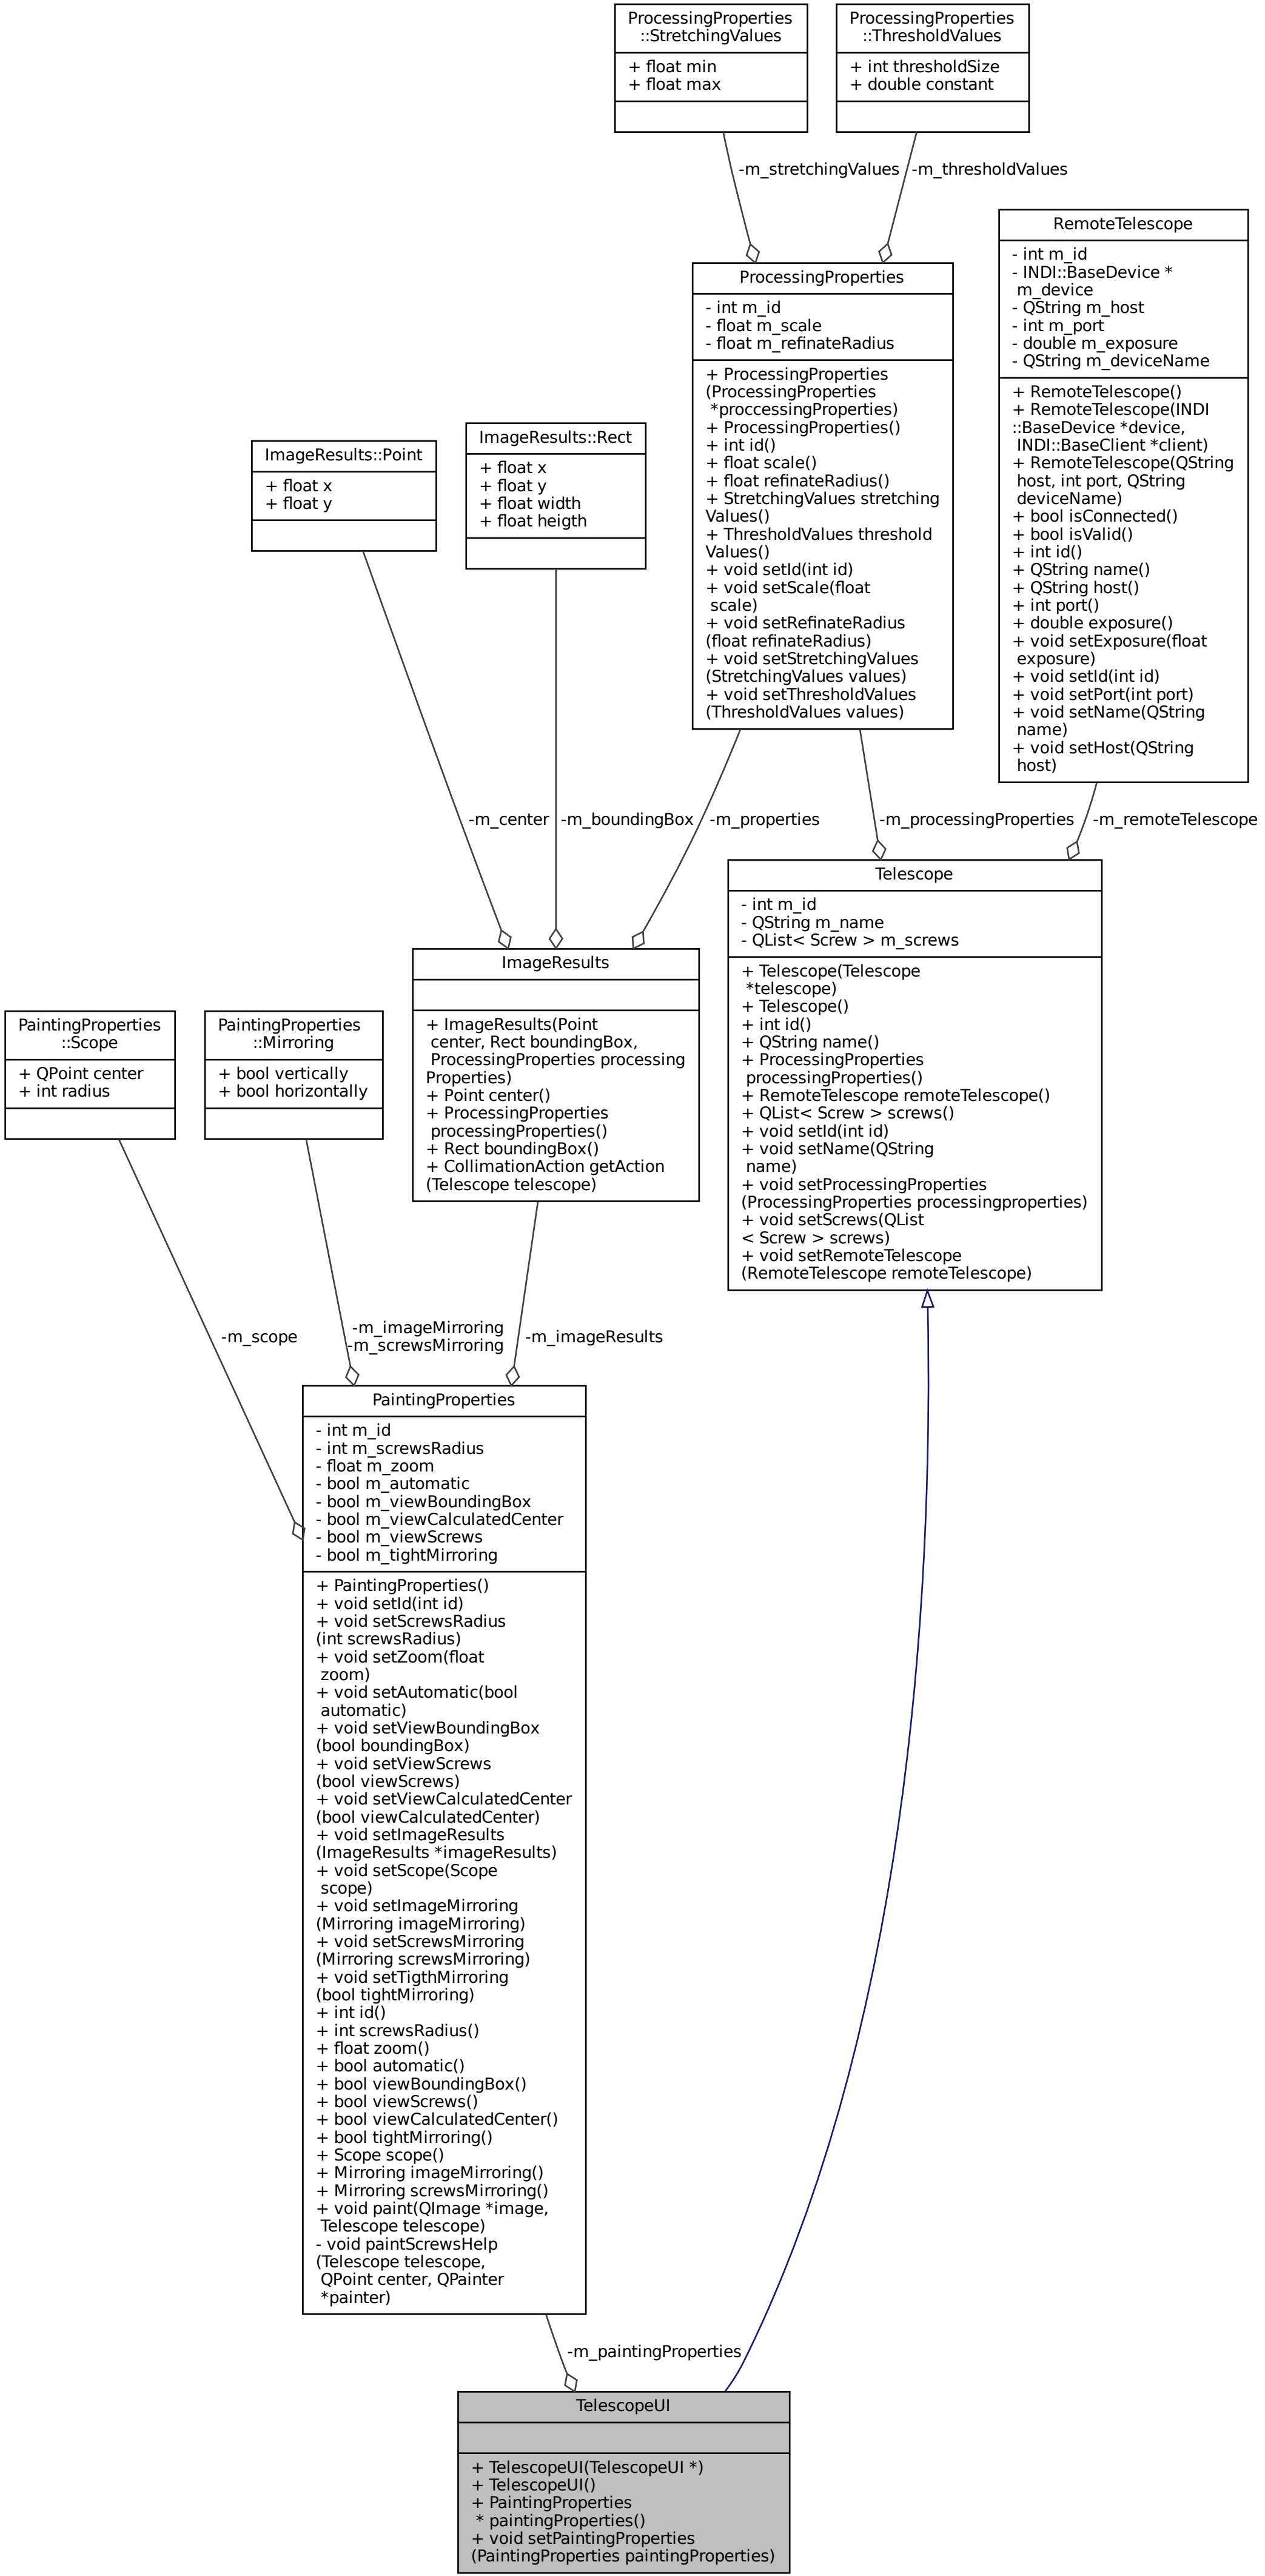 ProcessingProperties
::StretchingValues
+ float min
+ float max
ProcessingProperties
::ThresholdValues
+ int thresholdSize
+ double constant
-m_stretchingValues
-m_thresholdValues
RemoteTelescope
- int m_id
- INDI::BaseDevice *
m_device
- QString m_host
- int m_port
- double m_exposure
- QString m_deviceName
+ RemoteTelescope()
+ RemoteTelescope(INDI
::BaseDevice *device,
INDI::BaseClient *client)
+ RemoteTelescope(QString
host, int port, QString
deviceName)
+ bool isConnected()
+ bool isValid()
+ int id()
+ QString name()
+ QString host()
+ int port()
+ double exposure()
+ void setExposure(float
exposure)
+ void setId(int id)
+ void setPort(int port)
+ void setName(QString
name)
+ void setHost(QString
host)
ProcessingProperties
- int m_id
- float m_scale
- float m_refinateRadius
+ ProcessingProperties
(ProcessingProperties
*proccessingProperties)
+ ProcessingProperties()
+ int id()
+ float scale()
+ float refinateRadius()
+ StretchingValues stretching
Values()
+ ThresholdValues threshold
Values()
+ void setId(int id)
+ void setScale(float
scale)
+ void setRefinateRadius
(float refinateRadius)
+ void setStretchingValues
(StretchingValues values)
+ void setThresholdValues
(ThresholdValues values)
ImageResults::Point
+ float x
+ float y
ImageResults::Rect
+ float x
+ float y
+ float width
+ float heigth
-m_center
-m_boundingBox
-m_properties
-m_processingProperties
-m_remoteTelescope
Telescope
- int m_id
- QString m_name
- QList< Screw > m_screws
+ Telescope(Telescope
*telescope)
+ Telescope()
+ int id()
+ QString name()
+ ProcessingProperties
processingProperties()
+ RemoteTelescope remoteTelescope()
+ QList< Screw > screws()
+ void setId(int id)
+ void setName(QString
name)
+ void setProcessingProperties
(ProcessingProperties processingproperties)
+ void setScrews(QList
< Screw > screws)
+ void setRemoteTelescope
(RemoteTelescope remoteTelescope)
ImageResults
+ ImageResults(Point
center, Rect boundingBox,
ProcessingProperties processing
Properties)
+ Point center()
+ ProcessingProperties
processingProperties()
+ Rect boundingBox()
+ CollimationAction getAction
(Telescope telescope)
PaintingProperties
::Scope
+ QPoint center
+ int radius
PaintingProperties
::Mirroring
+ bool vertically
+ bool horizontally
-m_scope
-m_imageMirroring
-m_screwsMirroring
-m_imageResults
PaintingProperties
- int m_id
- int m_screwsRadius
- float m_zoom
- bool m_automatic
- bool m_viewBoundingBox
- bool m_viewCalculatedCenter
- bool m_viewScrews
- bool m_tightMirroring
+ PaintingProperties()
+ void setId(int id)
+ void setScrewsRadius
(int screwsRadius)
+ void setZoom(float
zoom)
+ void setAutomatic(bool
automatic)
+ void setViewBoundingBox
(bool boundingBox)
+ void setViewScrews
(bool viewScrews)
+ void setViewCalculatedCenter
(bool viewCalculatedCenter)
+ void setImageResults
(ImageResults *imageResults)
+ void setScope(Scope
scope)
+ void setImageMirroring
(Mirroring imageMirroring)
+ void setScrewsMirroring
(Mirroring screwsMirroring)
+ void setTigthMirroring
(bool tightMirroring)
+ int id()
+ int screwsRadius()
+ float zoom()
+ bool automatic()
+ bool viewBoundingBox()
+ bool viewScrews()
+ bool viewCalculatedCenter()
+ bool tightMirroring()
+ Scope scope()
+ Mirroring imageMirroring()
+ Mirroring screwsMirroring()
+ void paint(QImage *image,
Telescope telescope)
- void paintScrewsHelp
(Telescope telescope,
QPoint center, QPainter
*painter)
-m_paintingProperties
TelescopeUI
+ TelescopeUI(TelescopeUI *)
+ TelescopeUI()
+ PaintingProperties
* paintingProperties()
+ void setPaintingProperties
(PaintingProperties paintingProperties)